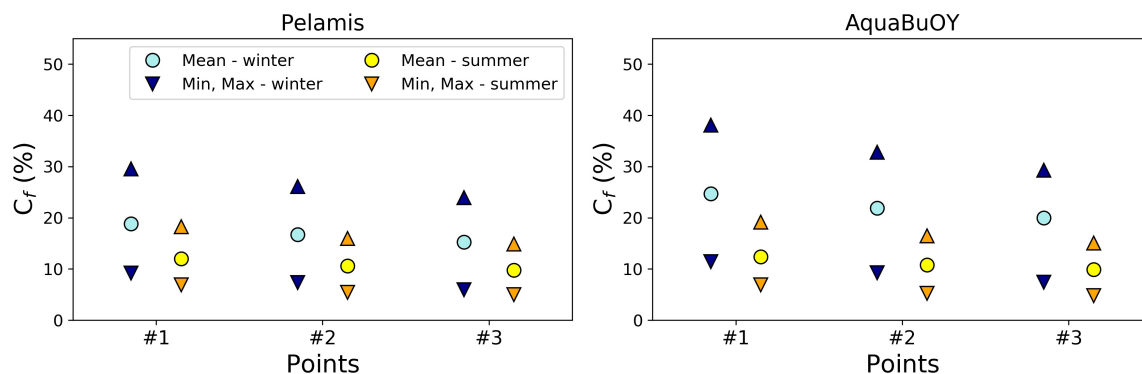 Pelamis
50
40
30
20
10
0
C_f (%)
Mean - winter
Min, Max - winter
Mean - summer
Min, Max - summer
#1 #2 #3
Points
AquaBuOY
50
40
30
20
10
0
C_f (%)
#1 #2 #3
Points